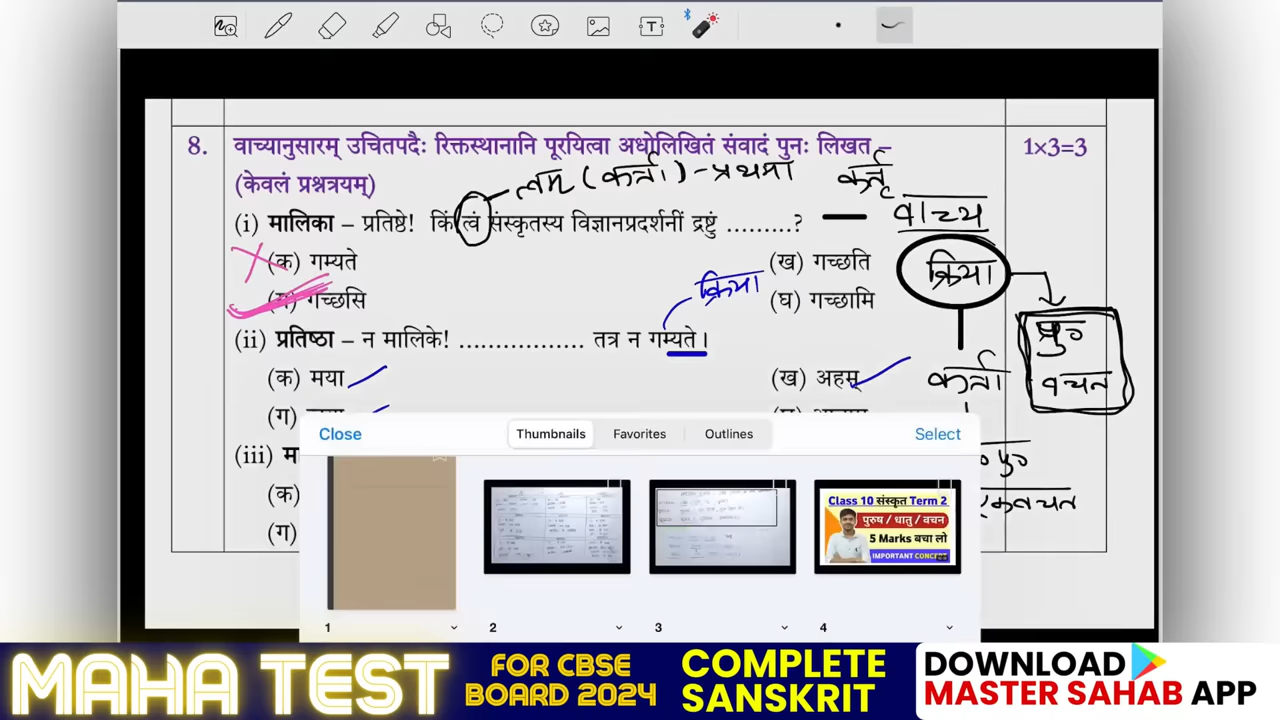 8. वाच्यानुसारम् उचितपदैः रिक्तस्थानानि पूरयित्वा अधोलिखितं संवादं पुनः लिखत – 1×3=3
(केवलं प्रश्नत्रयम्)
त्वम् (कर्त्ता) - प्रथमा कर्तृ
वाच्य
(i) मालिका – प्रतिष्ठे! किं त्वं संस्कृतस्य विज्ञानप्रदर्शनीं द्रष्टुं .........?
(क) गम्यते (ख) गच्छति
क्रिया
(ग) गच्छसि (घ) गच्छामि
क्रिया
पु०
वचन
(ii) प्रतिष्ठा – न मालिके! .................. तत्र न गम्यते।
(क) मया (ख) अहम्
कर्त्ता
(ग)
Close Thumbnails Favorites Outlines Select
(iii) म
पु०
(क)
एकवचन
(ग)
Class 10 संस्कृत Term 2
पुरुष / धातु / वचन
5 Marks बचा लो
IMPORTANT CONCEPT
1 2 3 4
MAHA TEST
FOR CBSE
BOARD 2024
COMPLETE
SANSKRIT
DOWNLOAD
MASTER SAHAB APP